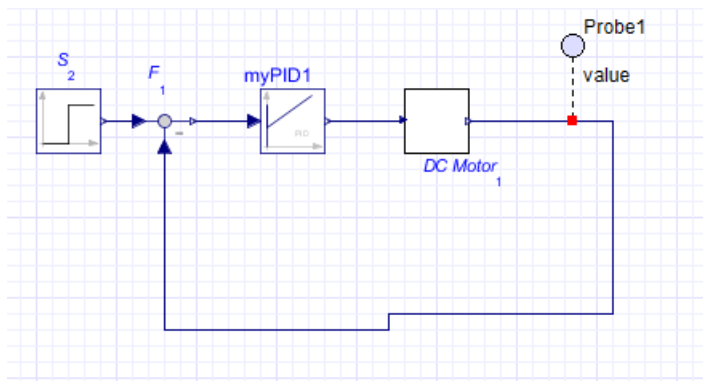 Probe1
value
S
2
F
1
myPID1
PID
DC Motor
1